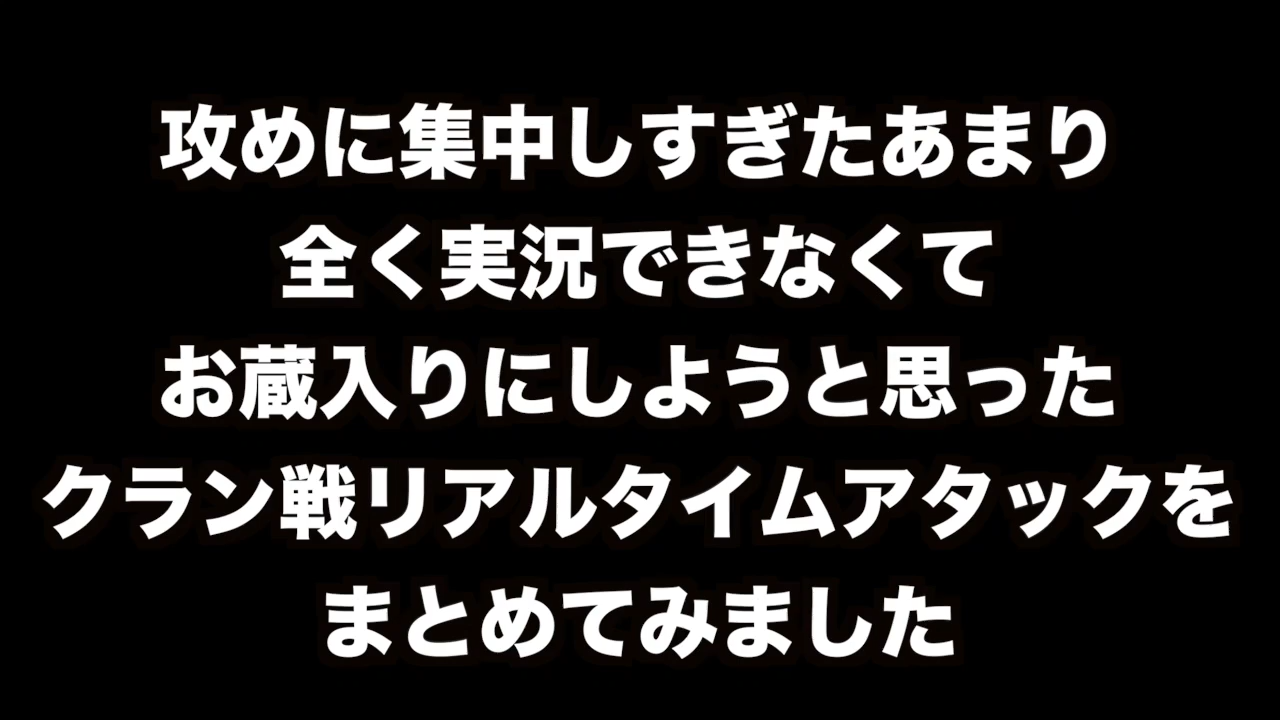 攻めに集中しすぎたあまり
全く実況できなくて
お蔵入りにしようと思った
クラン戦リアルタイムアタックを
まとめてみました